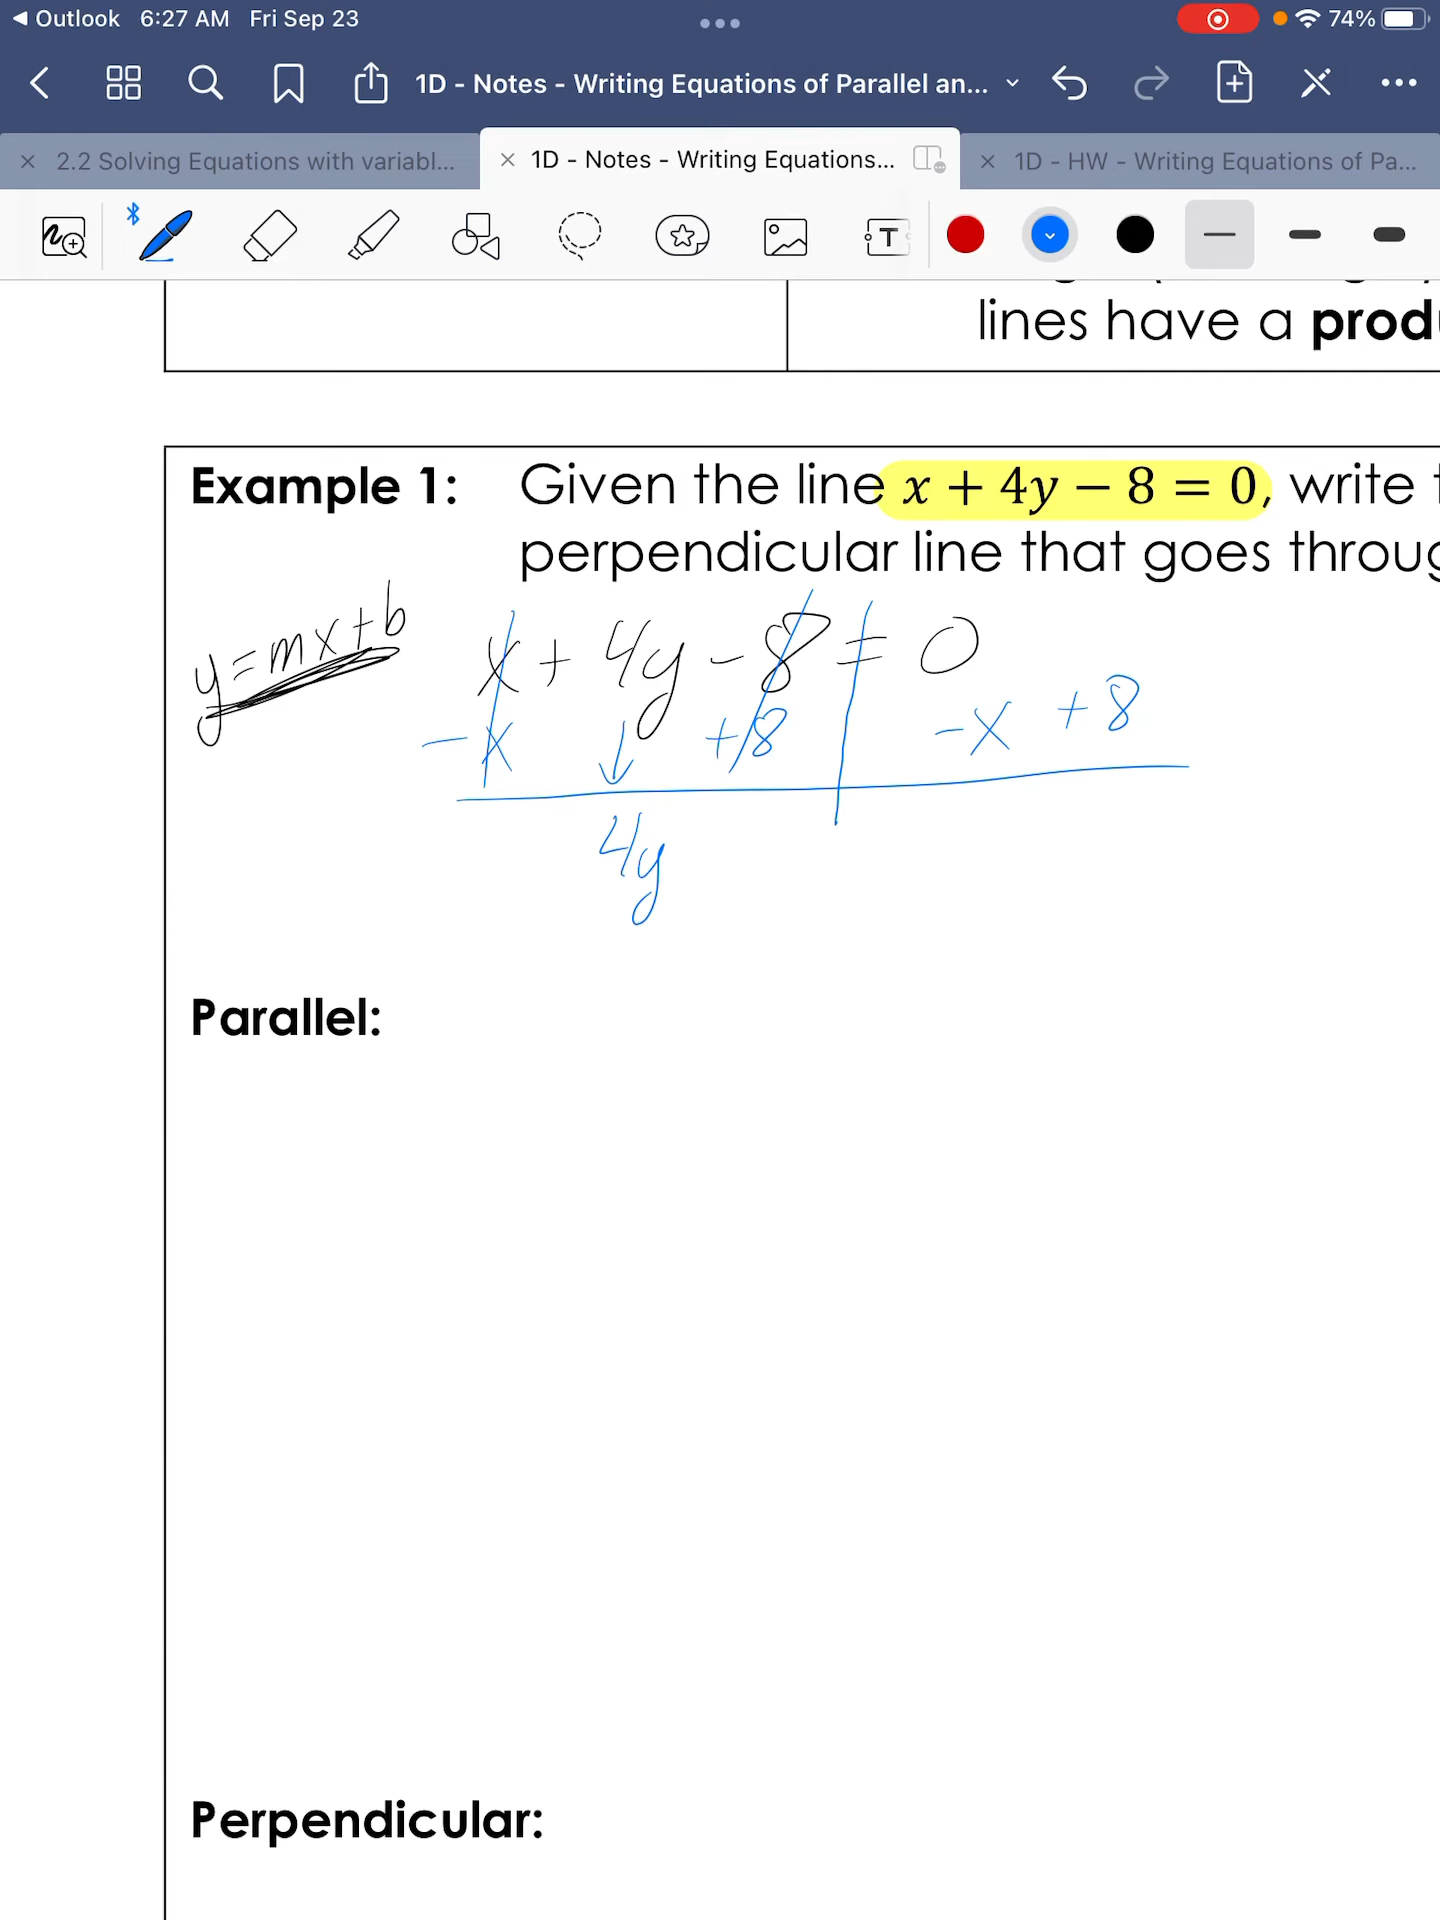 Outlook 6:27 AM Fri Sep 23 74%
1D - Notes - Writing Equations of Parallel an...
2.2 Solving Equations with variabl... 1D - Notes - Writing Equations... 1D - HW - Writing Equations of Pa...
T
lines have a
Example 1: Given the line x + 4y − 8 = 0, write
perpendicular line that goes
y=mx+b x + 4y - 8 = 0
-x +8 -x +8
4y
Parallel:
Perpendicular: